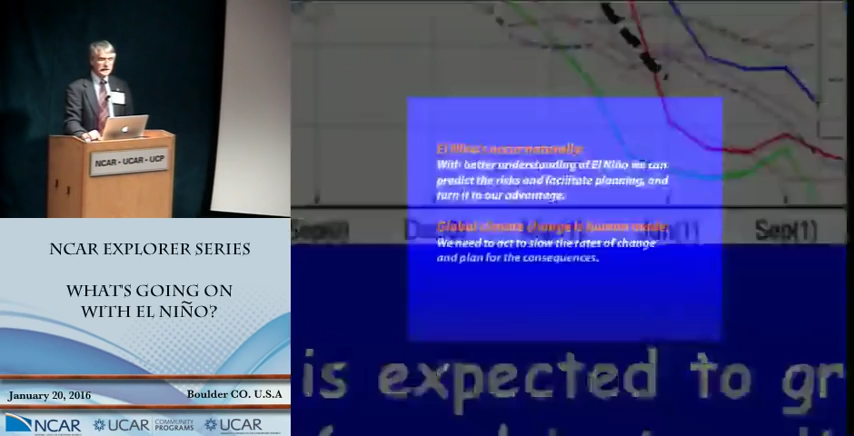 NCAR - UCAR - UCP
NCAR EXPLORER SERIES
WHAT'S GOING ON
WITH EL NIÑO?
January 20, 2016
Boulder CO. U.S.A
NCAR
UCAR
COMMUNITY
PROGRAMS
UCAR
El Niño's occur naturally.
With better understanding of El Niño we can
predict the risks and facilitate planning, and
turn it to our advantage.
Global climate change is human made.
We need to act to slow the rates of change
and plan for the consequences.
Sep(1)
is expected to gr